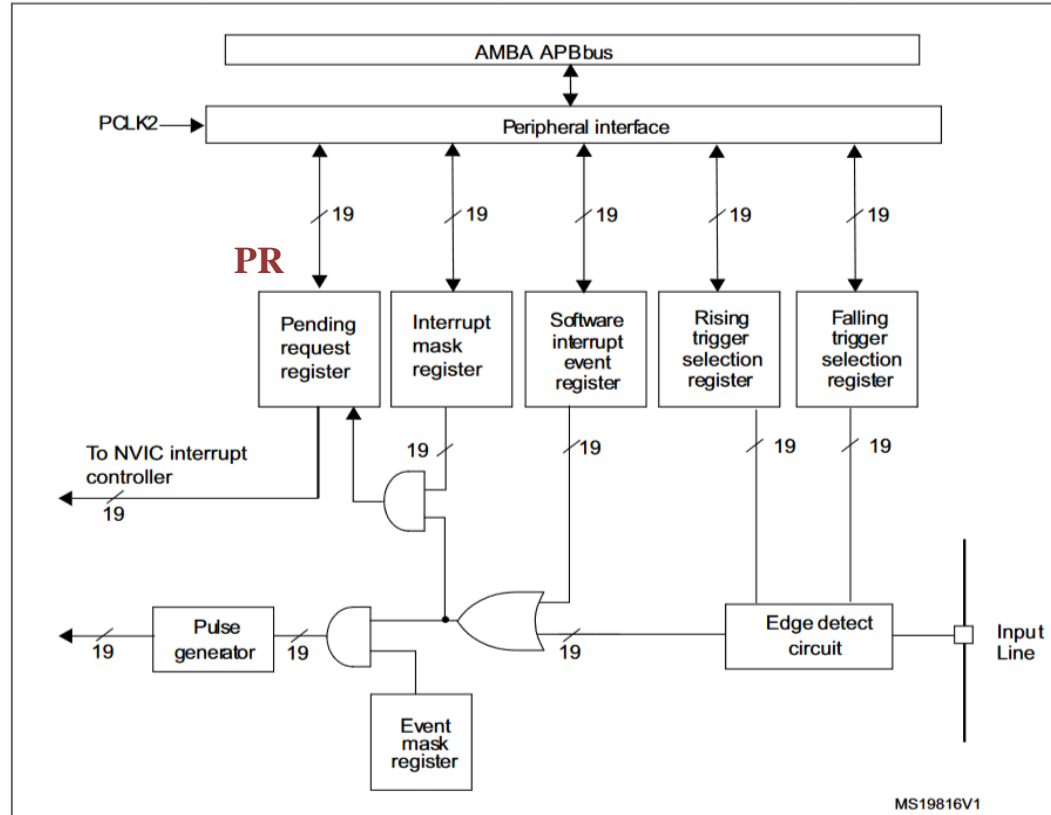 AMBA APB bus
PCLK2
Peripheral interface
19
19
19
19
19
PR
Pending
request
register
Interrupt
mask
register
Software
interrupt
event
register
Rising
trigger
selection
register
Falling
trigger
selection
register
To NVIC interrupt
controller
19
19
19
19
19
Pulse
generator
19
19
19
Edge detect
circuit
Input
Line
Event
mask
register
MS19816V1